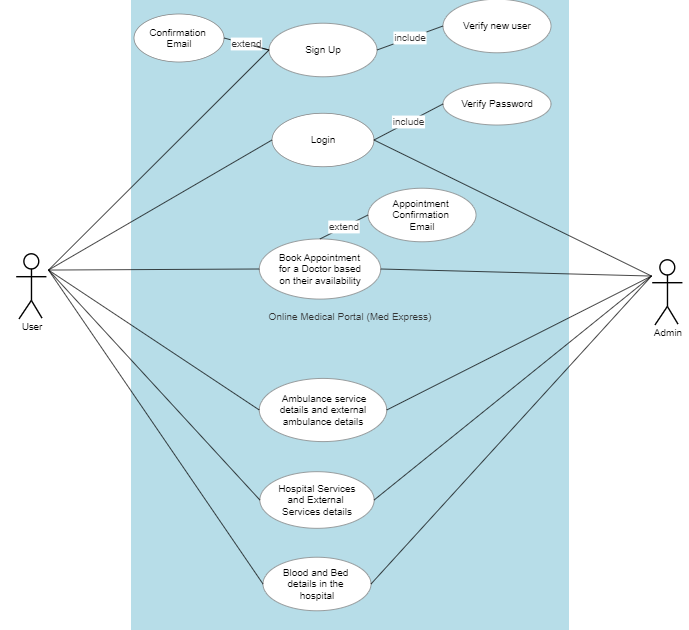 Confirmation
Email
extend
Sign Up
include
Verify new user
Verify Password
include
Login
Appointment
Confirmation
Email
extend
Book Appointment
for a Doctor based
on their availability
User
Online Medical Portal (Med Express)
Admin
Ambulance service
details and external
ambulance details
Hospital Services
and External
Services details
Blood and Bed
details in the
hospital